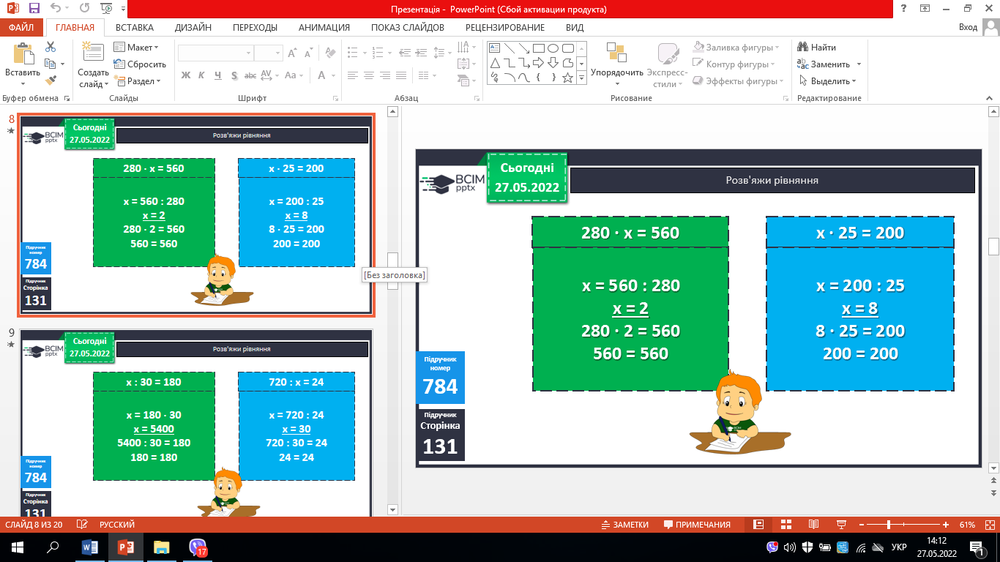 Презентація - PowerPoint (Сбой активации продукта)
ФАЙЛ ГЛАВНАЯ ВСТАВКА ДИЗАЙН ПЕРЕХОДЫ АНИМАЦИЯ ПОКАЗ СЛАЙДОВ РЕЦЕНЗИРОВАНИЕ ВИД Вход
Вставить
Создать слайд
Макет
Сбросить
Раздел
Ж К Ч S abc AV Aa A
Упорядочить
Экспресс-стили
Заливка фигуры
Контур фигуры
Эффекты фигуры
Найти
Заменить
Выделить
Буфер обмена Слайды Шрифт Абзац Рисование Редактирование
8
Сьогодні
27.05.2022
BCIM
pptx
Розв'яжи рівняння
280 · x = 560
x = 560 : 280
x = 2
280 · 2 = 560
560 = 560
x · 25 = 200
x = 200 : 25
x = 8
8 · 25 = 200
200 = 200
Підручник
номер
784
Підручник
Сторінка
131
[Без заголовка]
9
Сьогодні
27.05.2022
BCIM
pptx
Розв'яжи рівняння
x : 30 = 180
x = 180 · 30
x = 5400
5400 : 30 = 180
180 = 180
720 : x = 24
x = 720 : 24
x = 30
720 : 30 = 24
24 = 24
Підручник
номер
784
Підручник
Сторінка
131
Сьогодні
27.05.2022
BCIM
pptx
Розв'яжи рівняння
280 · x = 560
x = 560 : 280
x = 2
280 · 2 = 560
560 = 560
x · 25 = 200
x = 200 : 25
x = 8
8 · 25 = 200
200 = 200
Підручник
номер
784
Підручник
Сторінка
131
СЛАЙД 8 ИЗ 20 РУССКИЙ ЗАМЕТКИ ПРИМЕЧАНИЯ 61%
17
УКР
14:12
27.05.2022
1